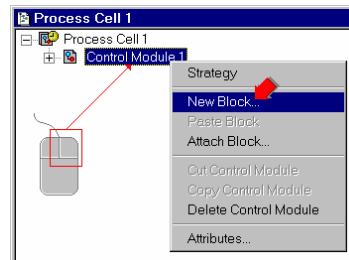 Process Cell 1
Process Cell 1
Control Module 1
Strategy
New Block...
Paste Block
Attach Block...
Cut Control Module
Copy Control Module
Delete Control Module
Attributes...